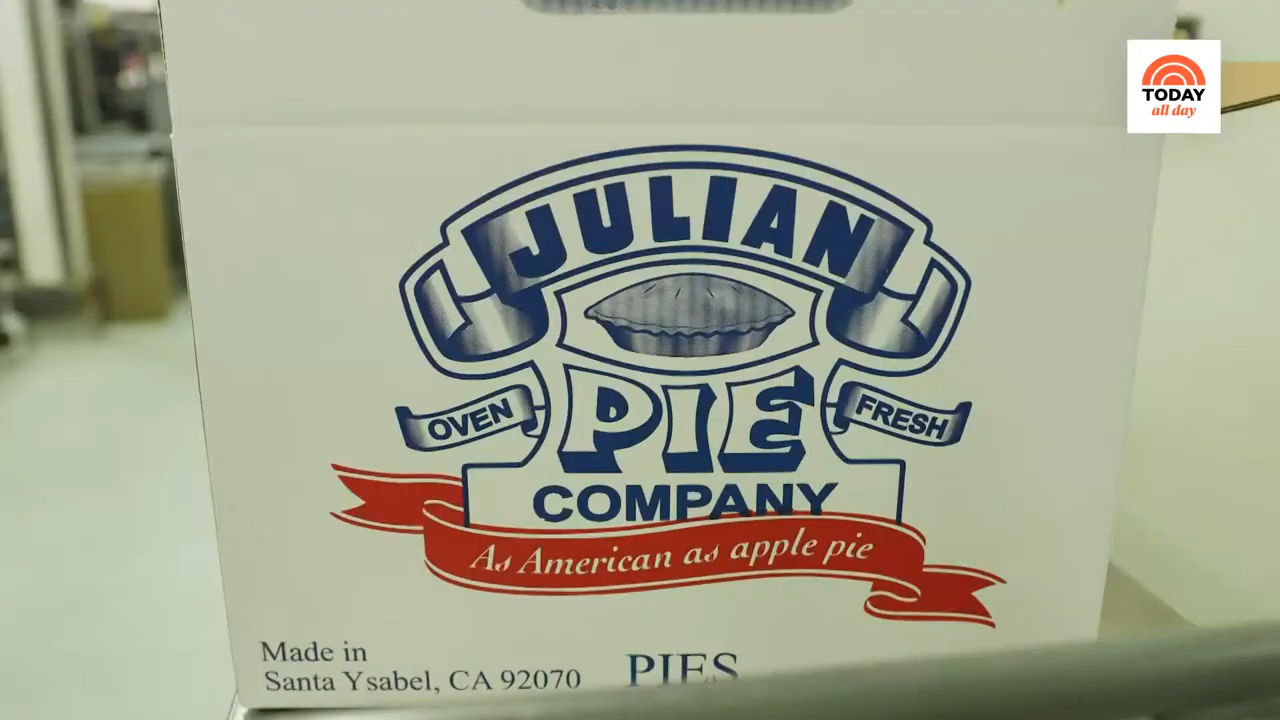 TODAY
all day
JULIAN
PIE
OVEN
FRESH
COMPANY
As American as apple pie
Made in
Santa Ysabel, CA 92070
PIES